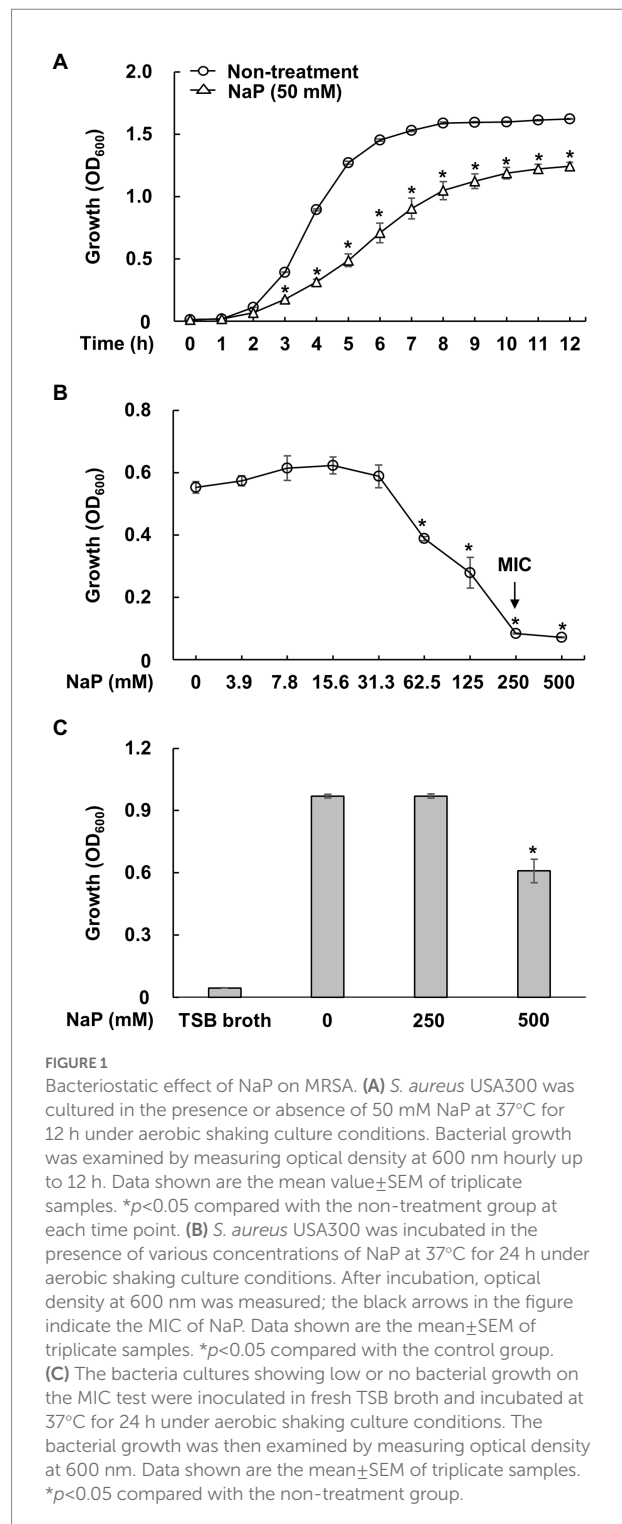 A
2.0
Non-treatment
NaP (50 mM)
1.5
1.0
0.5
0
Growth (OD600)
* * * * * * * * * *
Time (h) 0 1 2 3 4 5 6 7 8 9 10 11 12
B
0.8
0.6
0.4
0.2
0
Growth (OD600)
* *
MIC
* *
NaP (mM) 0 3.9 7.8 15.6 31.3 62.5 125 250 500
C
1.2
0.9
0.6
0.3
0
Growth (OD600)
*
NaP (mM) TSB broth 0 250 500
FIGURE 1
Bacteriostatic effect of NaP on MRSA. (A) S. aureus USA300 was
cultured in the presence or absence of 50 mM NaP at 37°C for
12 h under aerobic shaking culture conditions. Bacterial growth
was examined by measuring optical density at 600 nm hourly up
to 12 h. Data shown are the mean value±SEM of triplicate
samples. *p<0.05 compared with the non-treatment group at
each time point. (B) S. aureus USA300 was incubated in the
presence of various concentrations of NaP at 37°C for 24 h under
aerobic shaking culture conditions. After incubation, optical
density at 600 nm was measured; the black arrows in the figure
indicate the MIC of NaP. Data shown are the mean±SEM of
triplicate samples. *p<0.05 compared with the control group.
(C) The bacteria cultures showing low or no bacterial growth on
the MIC test were inoculated in fresh TSB broth and incubated at
37°C for 24 h under aerobic shaking culture conditions. The
bacterial growth was then examined by measuring optical density
at 600 nm. Data shown are the mean±SEM of triplicate samples.
*p<0.05 compared with the non-treatment group.